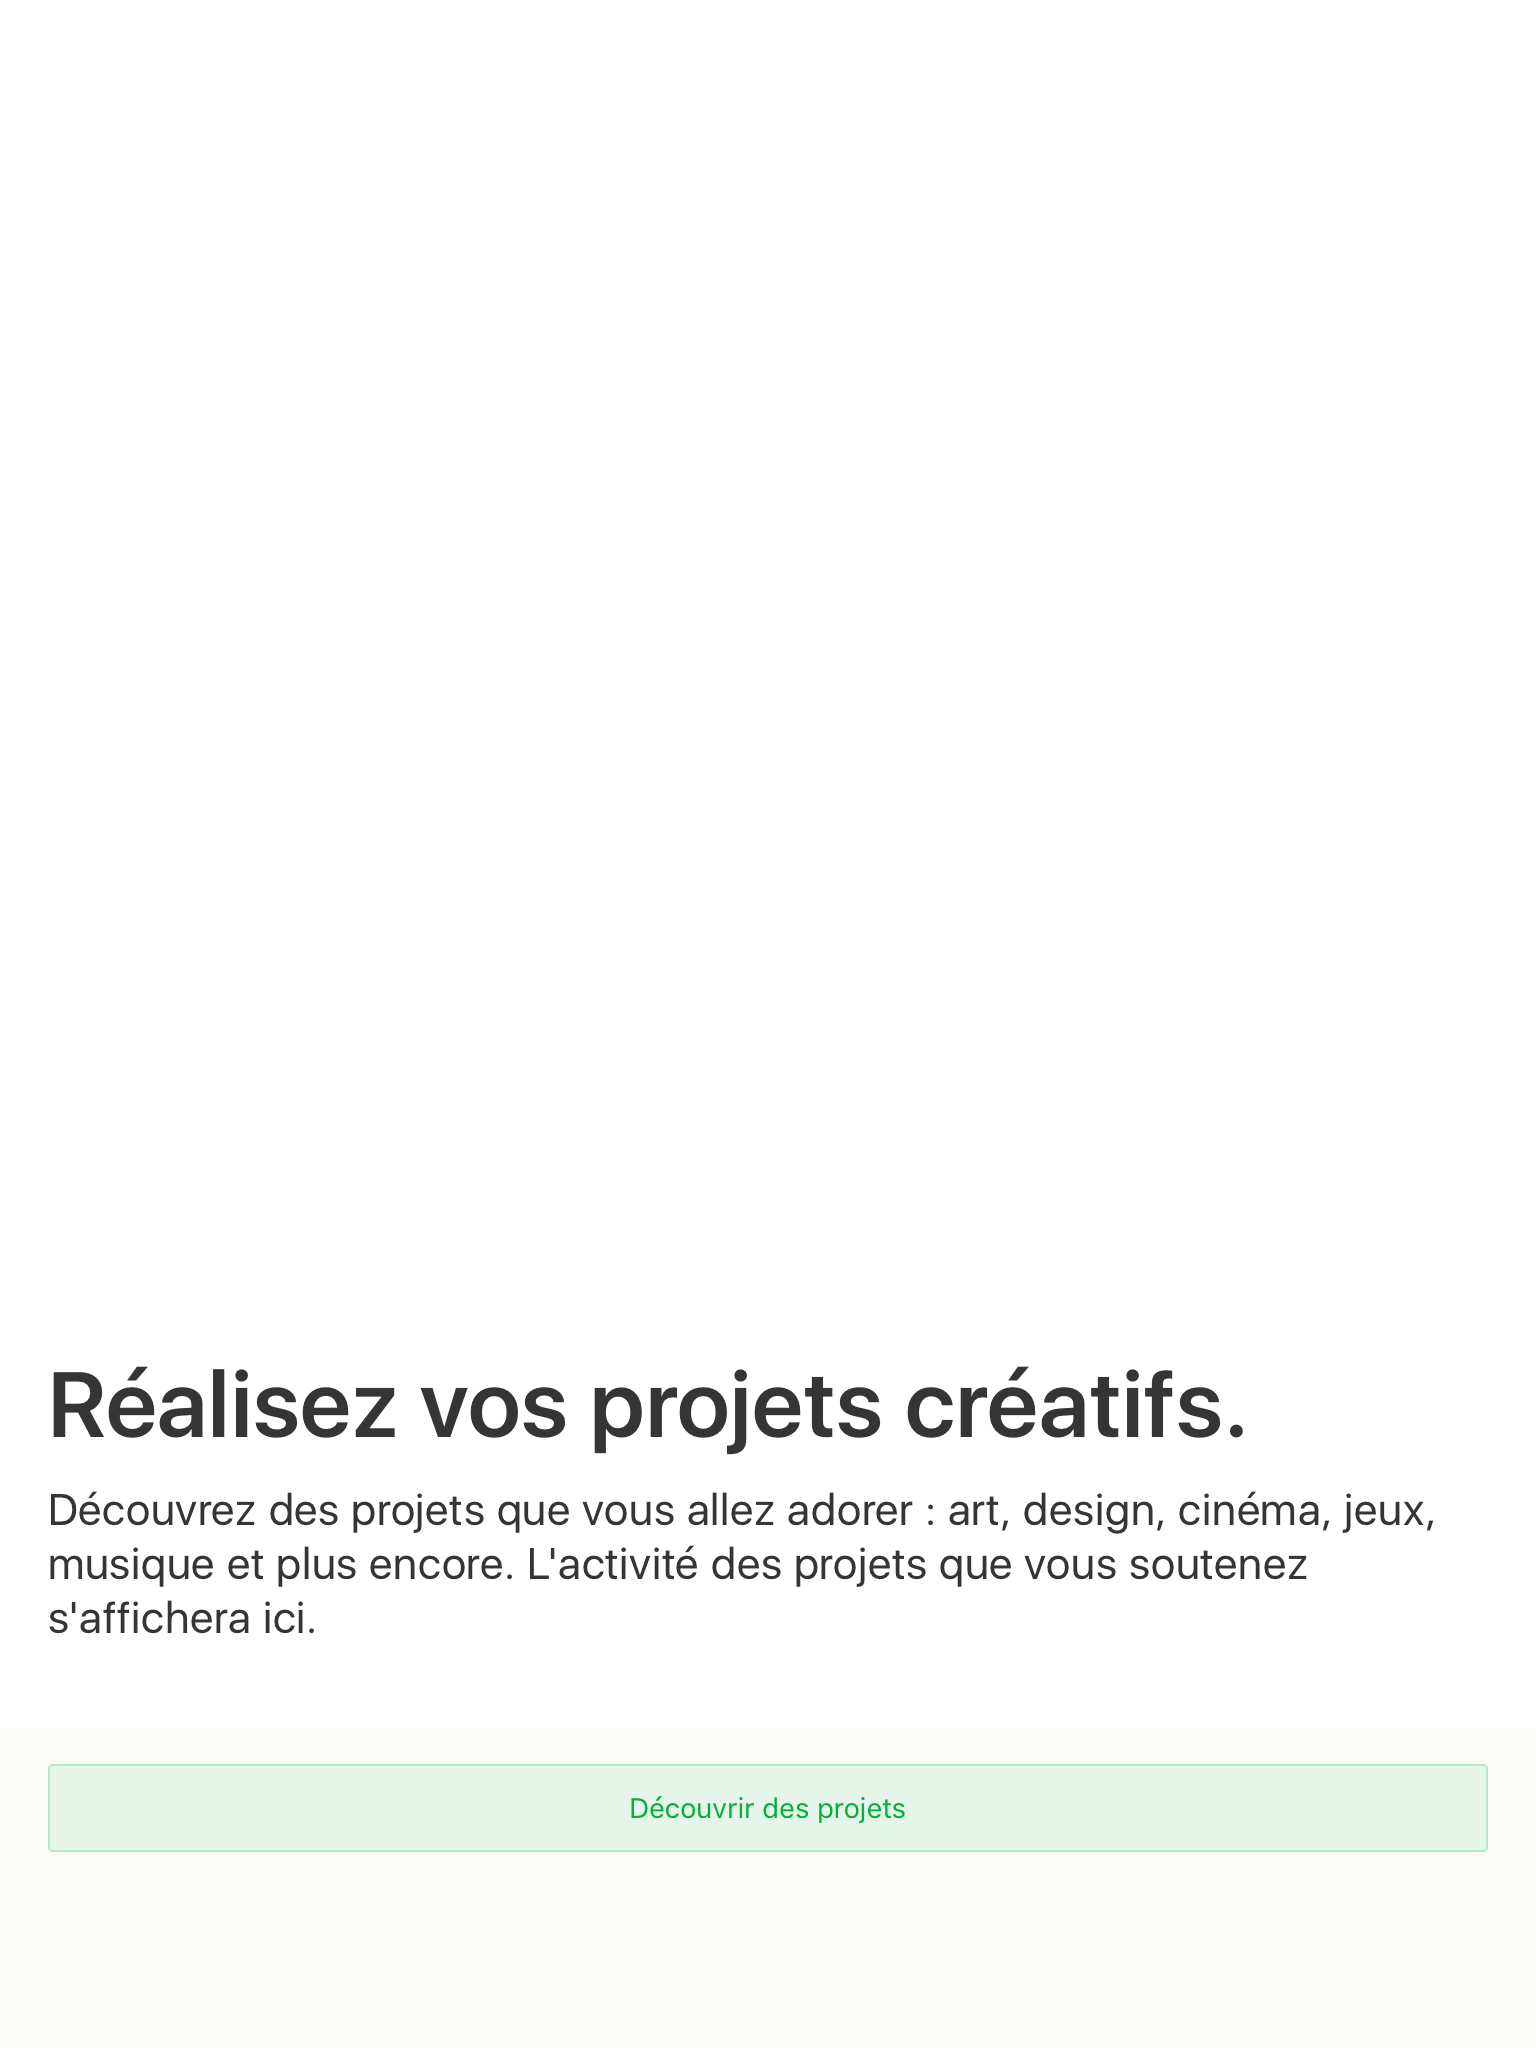 Réalisez vos projets créatifs.
Découvrez des projets que vous allez adorer : art, design, cinéma, jeux,
musique et plus encore. L'activité des projets que vous soutenez
s'affichera ici.
Découvrir des projets